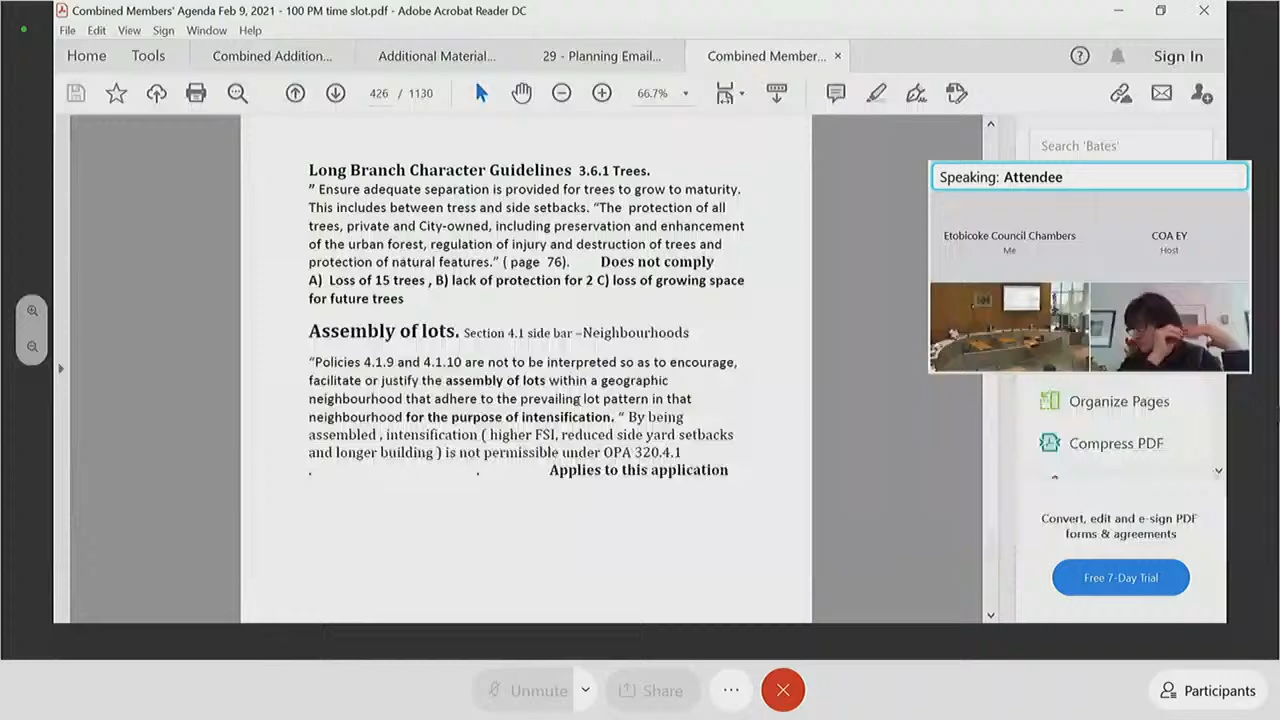 Combined Members' Agenda Feb 9, 2021 - 100 PM time slot.pdf - Adobe Acrobat Reader DC
File Edit View Sign Window Help
Home Tools Combined Addition... Additional Material... 29 - Planning Email... Combined Member... ×
Sign In
426 / 1130 66.7%
Search 'Bates'
Long Branch Character Guidelines 3.6.1 Trees.
” Ensure adequate separation is provided for trees to grow to maturity.
This includes between tress and side setbacks. “The protection of all
trees, private and City-owned, including preservation and enhancement
of the urban forest, regulation of injury and destruction of trees and
protection of natural features.” ( page 76). Does not comply
A) Loss of 15 trees , B) lack of protection for 2 C) loss of growing space
for future trees
Assembly of lots. Section 4.1 side bar –Neighbourhoods
“Policies 4.1.9 and 4.1.10 are not to be interpreted so as to encourage,
facilitate or justify the assembly of lots within a geographic
neighbourhood that adhere to the prevailing lot pattern in that
neighbourhood for the purpose of intensification. “ By being
assembled , intensification ( higher FSI, reduced side yard setbacks
and longer building ) is not permissible under OPA 320.4.1
. . Applies to this application
Speaking: Attendee
Etobicoke Council Chambers
Me
COA EY
Host
Organize Pages
Compress PDF
Convert, edit and e-sign PDF
forms & agreements
Free 7-Day Trial
Unmute
Share
Participants